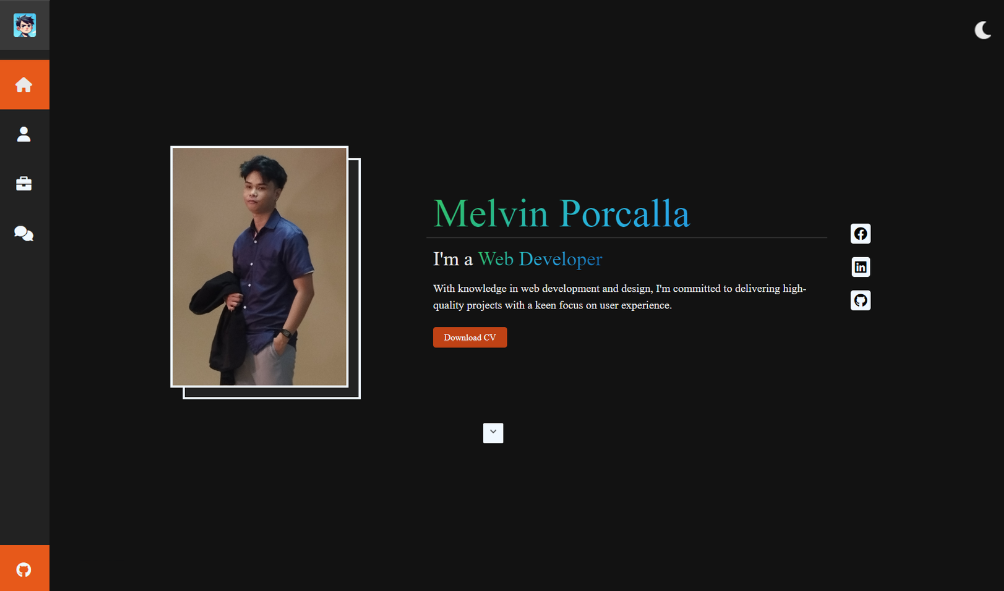 Melvin Porcalla
I'm a Web Developer
With knowledge in web development and design, I'm committed to delivering high-
quality projects with a keen focus on user experience.
Download CV